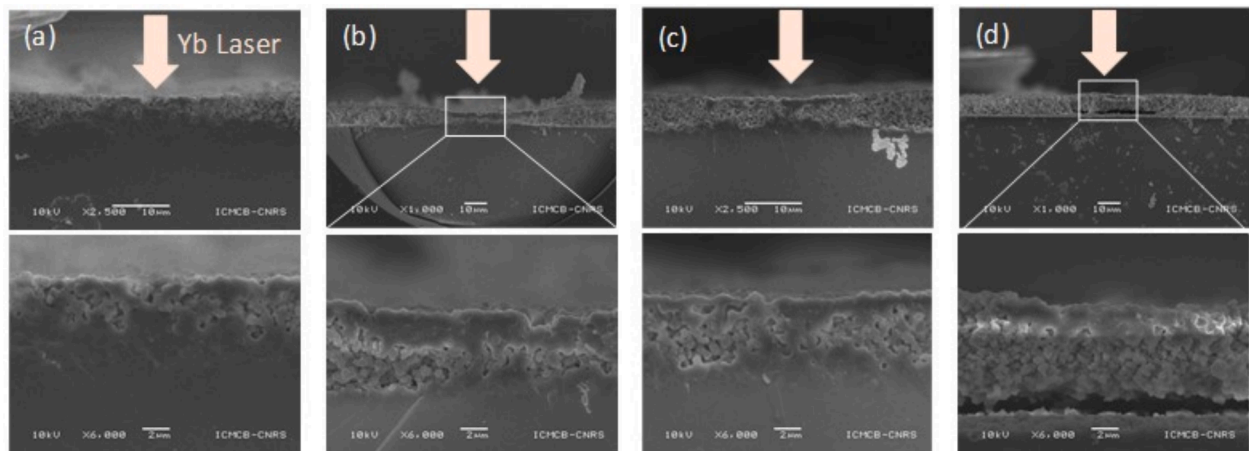 (a)
Yb Laser
10kV X2,500 10μm ICMCB-CNRS
(b)
10kV X1,000 10μm ICMCB-CNRS
(c)
10kV X2,500 10μm ICMCB-CNRS
(d)
10kV X1,000 10μm ICMCB-CNRS
10kV X6,000 2μm ICMCB-CNRS
10kV X6,000 2μm ICMCB-CNRS
10kV X6,000 2μm ICMCB-CNRS
10kV X6,000 2μm ICMCB-CNRS